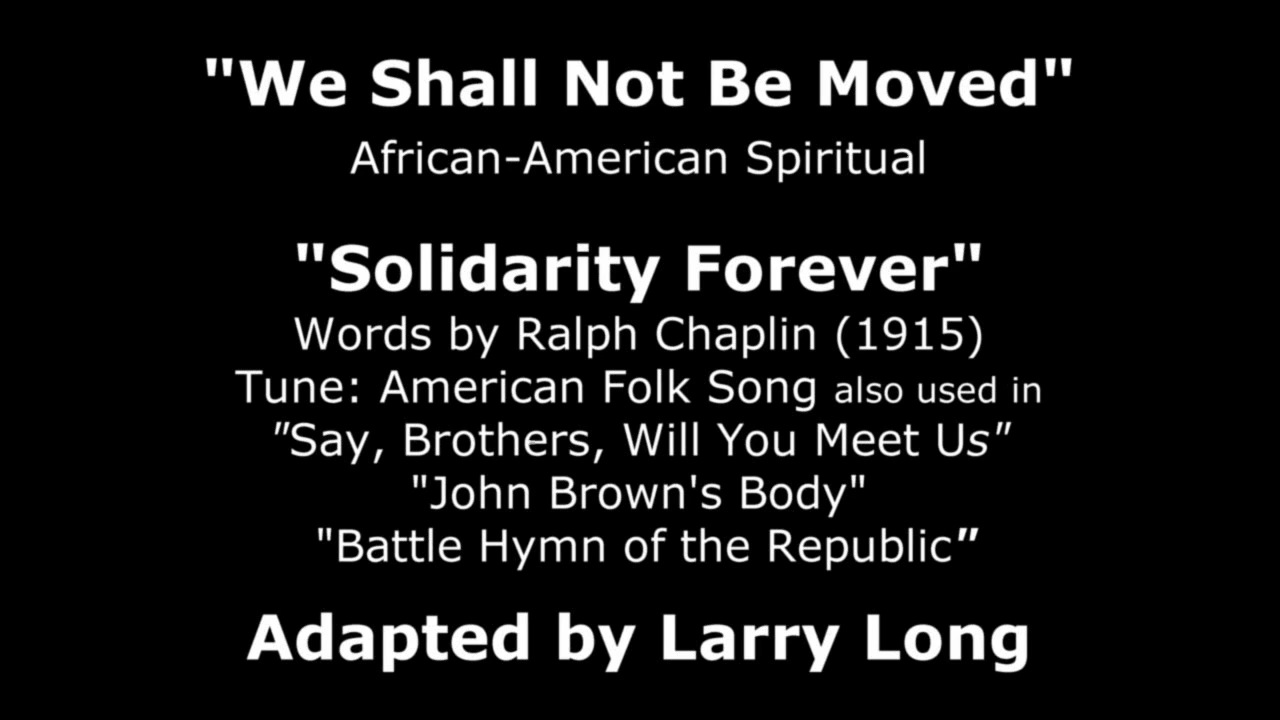 "We Shall Not Be Moved"
African-American Spiritual
"Solidarity Forever"
Words by Ralph Chaplin (1915)
Tune: American Folk Song also used in
"Say, Brothers, Will You Meet Us"
"John Brown's Body"
"Battle Hymn of the Republic"
Adapted by Larry Long